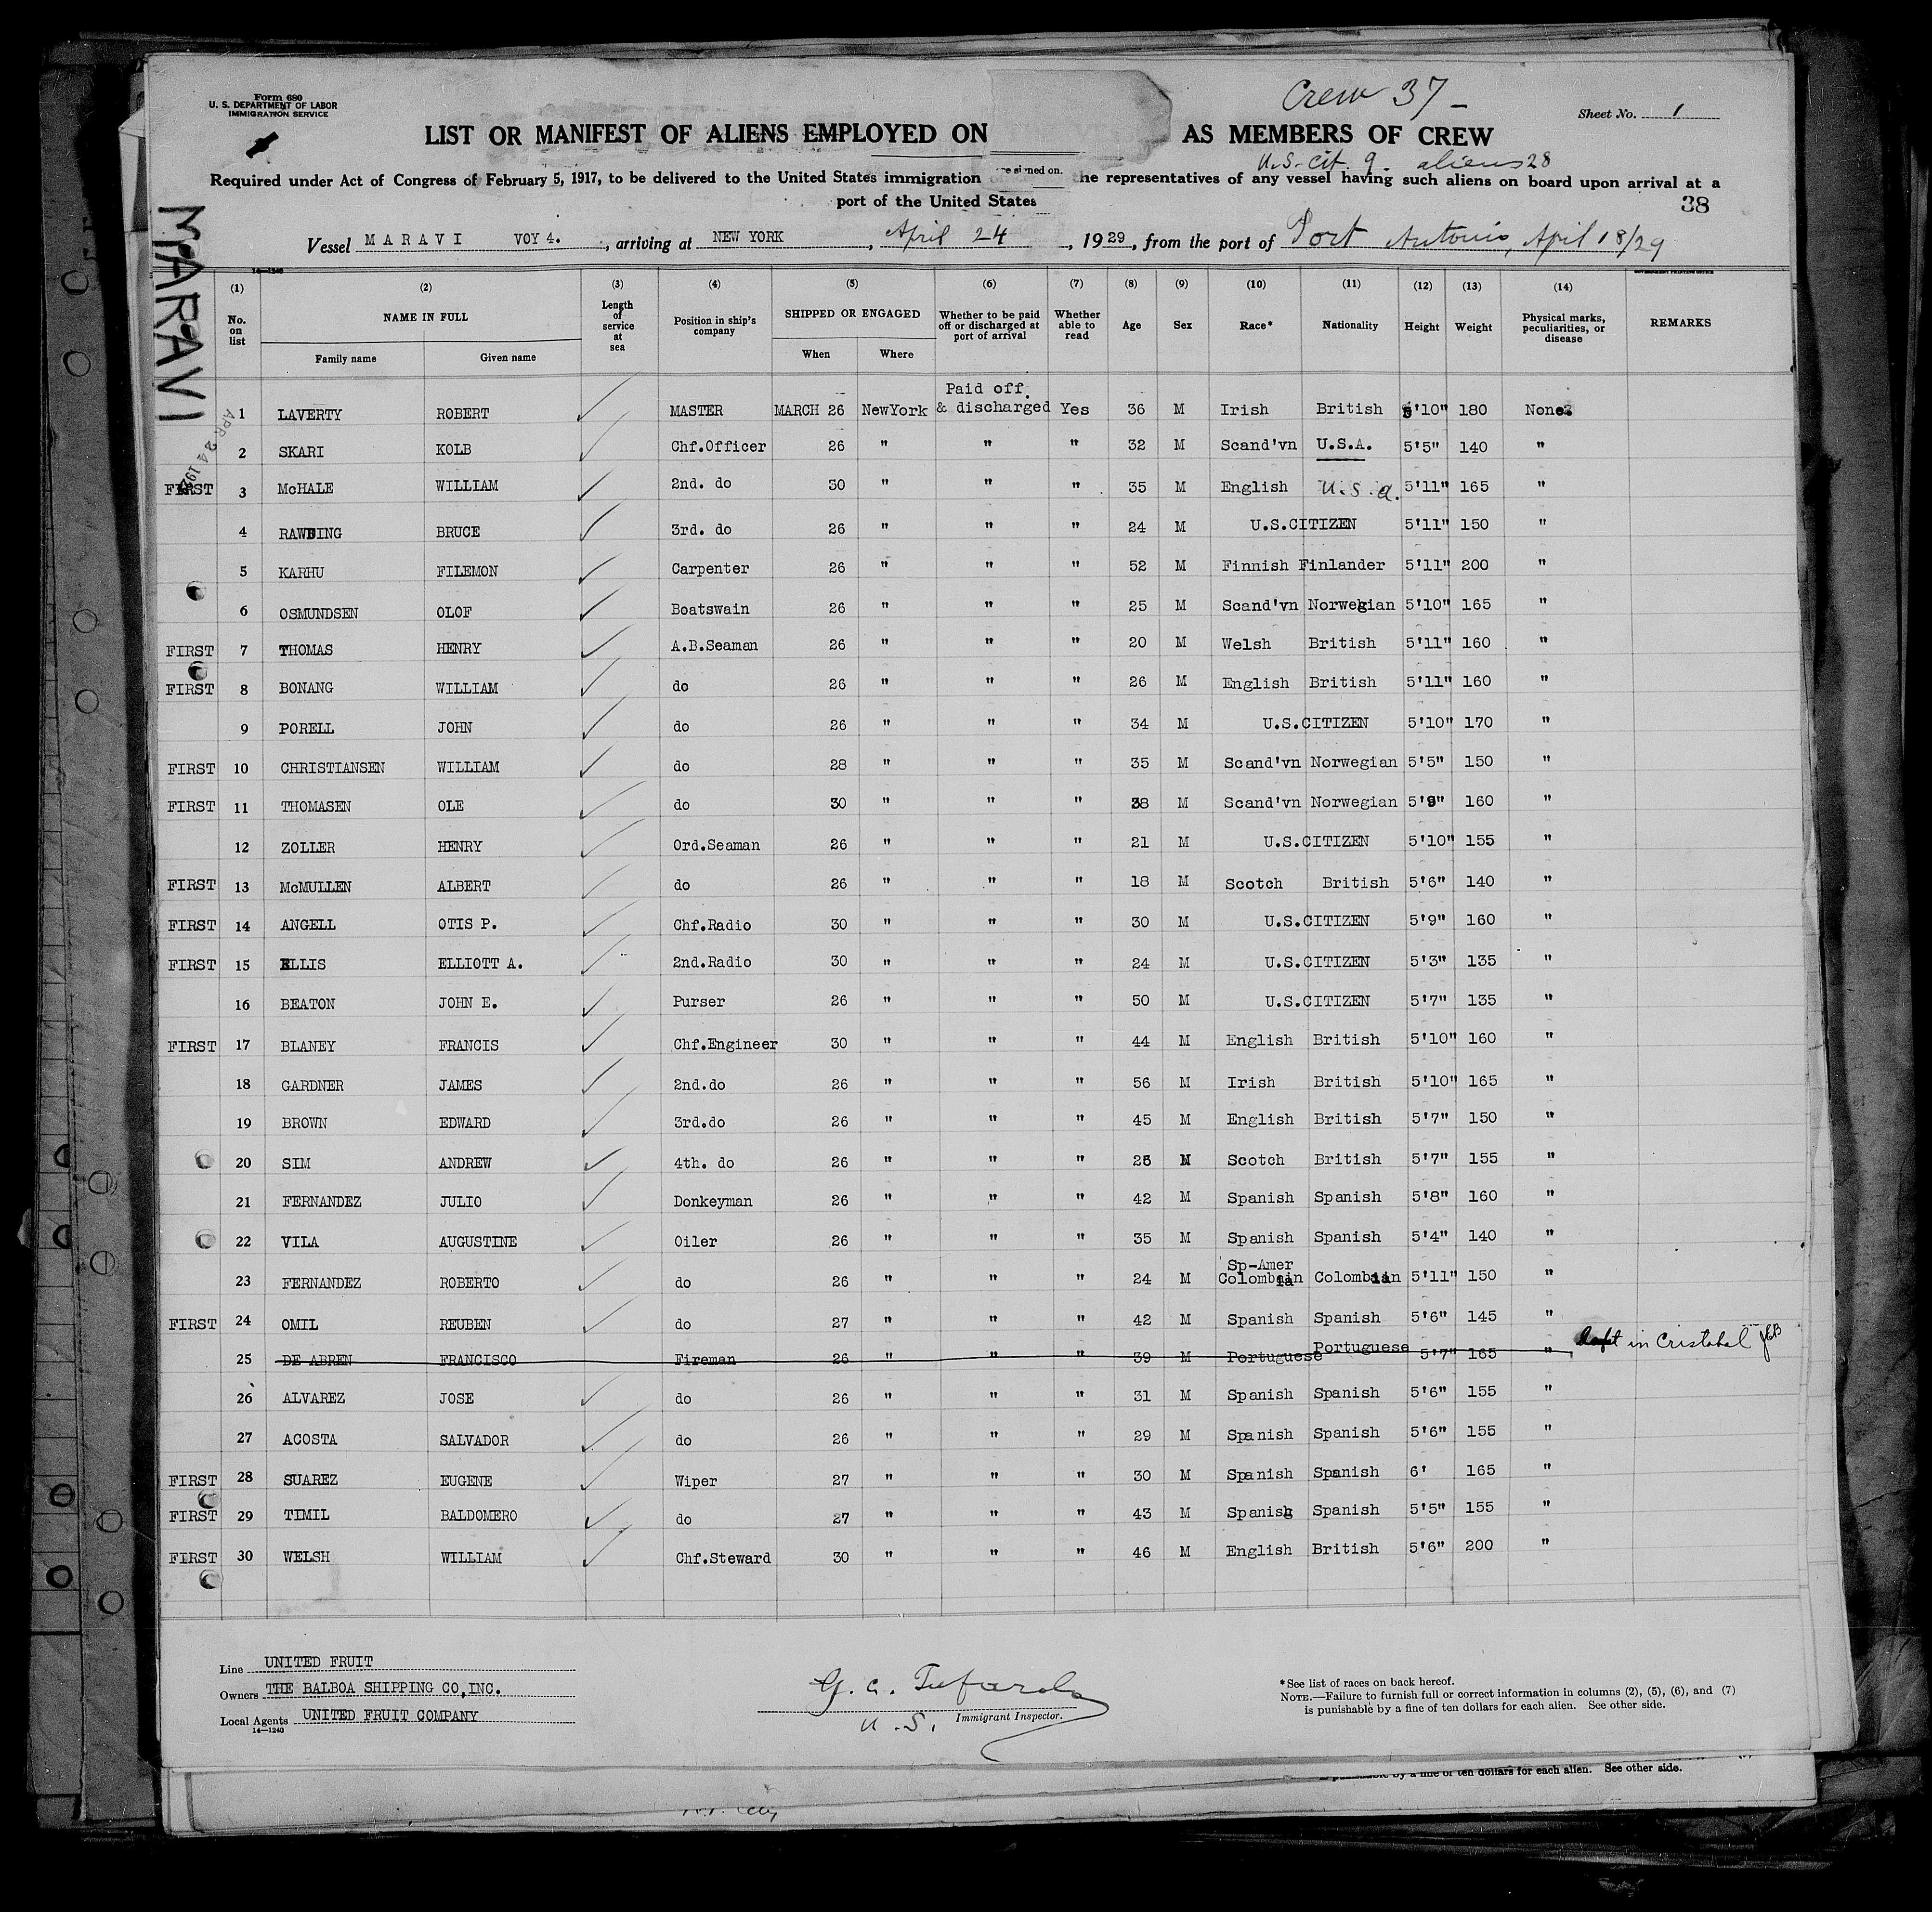 Form 680
U. S. DEPARTMENT OF LABOR
IMMIGRATION SERVICE
Crew 37 -
Sheet No. 1
LIST OR MANIFEST OF ALIENS EMPLOYED ON AS MEMBERS OF CREW
U.S. cit. 9. aliens 28
Required under Act of Congress of February 5, 1917, to be delivered to the United States immigration the representatives of any vessel having such aliens on board upon arrival at a
port of the United States
38
Vessel MARAVI VOY 4. , arriving at NEW YORK , April 24 , 1929, from the port of Port Antonio, April 18/29
MARAVI
APR 24 1929
14—1240
GOVERNMENT PRINTING OFFICE
(1) (2) (3) (4) (5) (6) (7) (8) (9) (10) (11) (12) (13) (14)
No. on list NAME IN FULL Length of service at sea Position in ship's company SHIPPED OR ENGAGED Whether to be paid off or discharged at port of arrival Whether able to read Age Sex Race* Nationality Height Weight Physical marks, peculiarities, or disease REMARKS
Family name Given name When Where
1 LAVERTY ROBERT MASTER MARCH 26 NewYork Paid off & discharged Yes 36 M Irish British 5'10" 180 None
2 SKARI KOLB Chf.Officer 26 " " " 32 M Scand'vn U.S.A. 5'5" 140 "
FIRST 3 McHALE WILLIAM 2nd. do 30 " " " 35 M English U.S.a. 5'11" 165 "
4 RAWDING BRUCE 3rd. do 26 " " " 24 M U.S.CITIZEN 5'11" 150 "
5 KARHU FILEMON Carpenter 26 " " " 52 M Finnish Finlander 5'11" 200 "
6 OSMUNDSEN OLOF Boatswain 26 " " " 25 M Scand'vn Norwegian 5'10" 165 "
FIRST 7 THOMAS HENRY A.B.Seaman 26 " " " 20 M Welsh British 5'11" 160 "
FIRST 8 BONANG WILLIAM do 26 " " " 26 M English British 5'11" 160 "
9 PORELL JOHN do 26 " " " 34 M U.S.CITIZEN 5'10" 170 "
FIRST 10 CHRISTIANSEN WILLIAM do 28 " " " 35 M Scand'vn Norwegian 5'5" 150 "
FIRST 11 THOMASEN OLE do 30 " " " 38 M Scand'vn Norwegian 5'9" 160 "
12 ZOLLER HENRY Ord.Seaman 26 " " " 21 M U.S.CITIZEN 5'10" 155 "
FIRST 13 McMULLEN ALBERT do 26 " " " 18 M Scotch British 5'6" 140 "
FIRST 14 ANGELL OTIS P. Chf.Radio 30 " " " 30 M U.S.CITIZEN 5'9" 160 "
FIRST 15 ELLIS ELLIOTT A. 2nd.Radio 30 " " " 24 M U.S.CITIZEN 5'3" 135 "
16 BEATON JOHN E. Purser 26 " " " 50 M U.S.CITIZEN 5'7" 135 "
FIRST 17 BLANEY FRANCIS Chf.Engineer 30 " " " 44 M English British 5'10" 160 "
18 GARDNER JAMES 2nd.do 26 " " " 56 M Irish British 5'10" 165 "
19 BROWN EDWARD 3rd.do 26 " " " 45 M English British 5'7" 150 "
20 SIM ANDREW 4th. do 26 " " " 26 M Scotch British 5'7" 155 "
21 FERNANDEZ JULIO Donkeyman 26 " " " 42 M Spanish Spanish 5'8" 160 "
22 VILA AUGUSTINE Oiler 26 " " " 35 M Spanish Spanish 5'4" 140 "
23 FERNANDEZ ROBERTO do 26 " " " 24 M Sp-Amer Colombian Colombian 5'11" 150 "
FIRST 24 OMIL REUBEN do 27 " " " 42 M Spanish Spanish 5'6" 145 "
25 DE ABREN FRANCISCO Fireman 26 " " " 39 M Portuguese Portuguese 5'7" 165 " Left in Cristobal
26 ALVAREZ JOSE do 26 " " " 31 M Spanish Spanish 5'6" 155 "
27 ACOSTA SALVADOR do 26 " " " 29 M Spanish Spanish 5'6" 155 "
FIRST 28 SUAREZ EUGENE Wiper 27 " " " 30 M Spanish Spanish 6' 165 "
FIRST 29 TIMIL BALDOMERO do 27 " " " 43 M Spanish Spanish 5'5" 155 "
FIRST 30 WELSH WILLIAM Chf.Steward 30 " " " 46 M English British 5'6" 200 "
Line UNITED FRUIT
Owners THE BALBOA SHIPPING CO,INC.
Local Agents UNITED FRUIT COMPANY
14—1240
G. C. Tufarolo
U.S. Immigrant Inspector.
*See list of races on back hereof.
NOTE.—Failure to furnish full or correct information in columns (2), (5), (6), and (7)
is punishable by a fine of ten dollars for each alien. See other side.
by a fine of ten dollars for each alien. See other side.